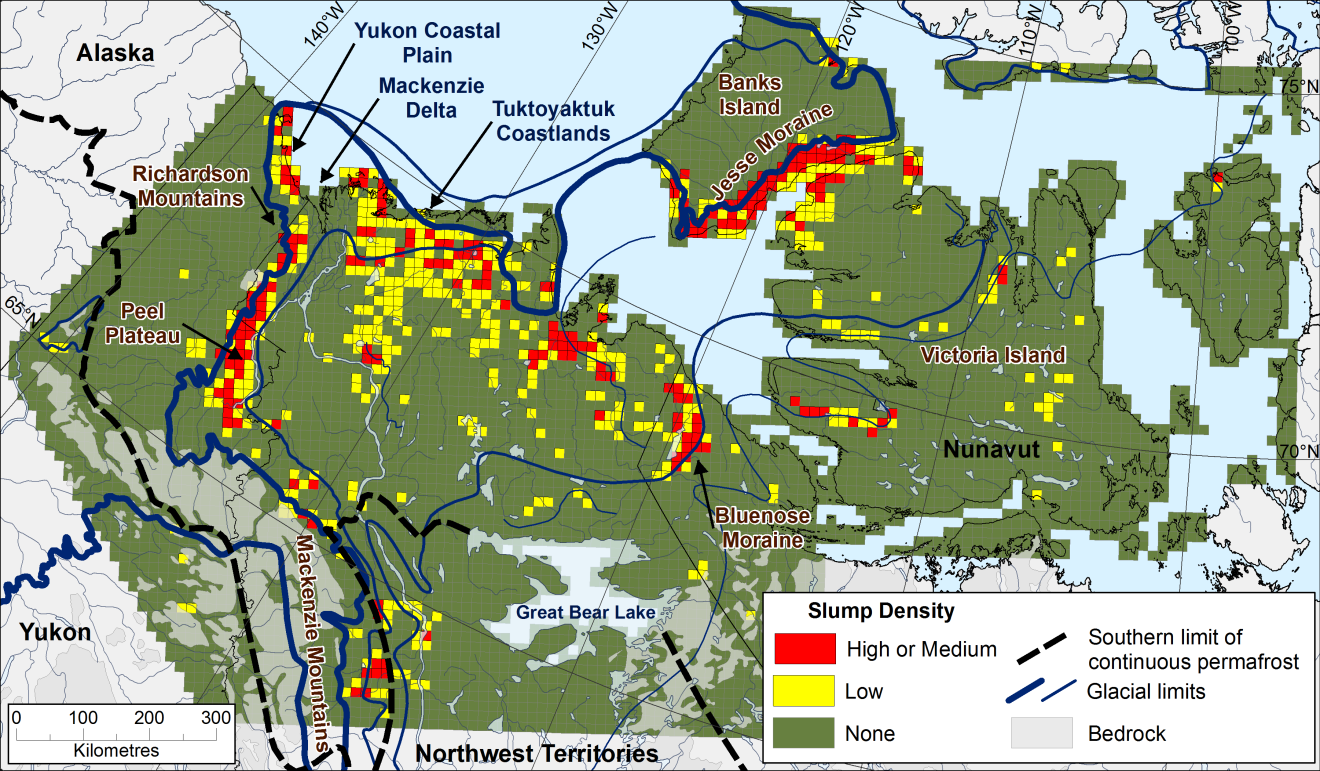 140°W
130°W
120°W
110°W
100°W
75°N
70°N
65°N
Alaska
Yukon Coastal
Plain
Mackenzie
Delta
Tuktoyaktuk
Coastlands
Banks
Island
Jesse Moraine
Richardson
Mountains
Peel
Plateau
Victoria Island
Nunavut
Bluenose
Moraine
Mackenzie Mountains
Great Bear Lake
Yukon
Northwest Territories
0 100 200 300
Kilometres
Slump Density
High or Medium
Low
None
Southern limit of
continuous permafrost
Glacial limits
Bedrock